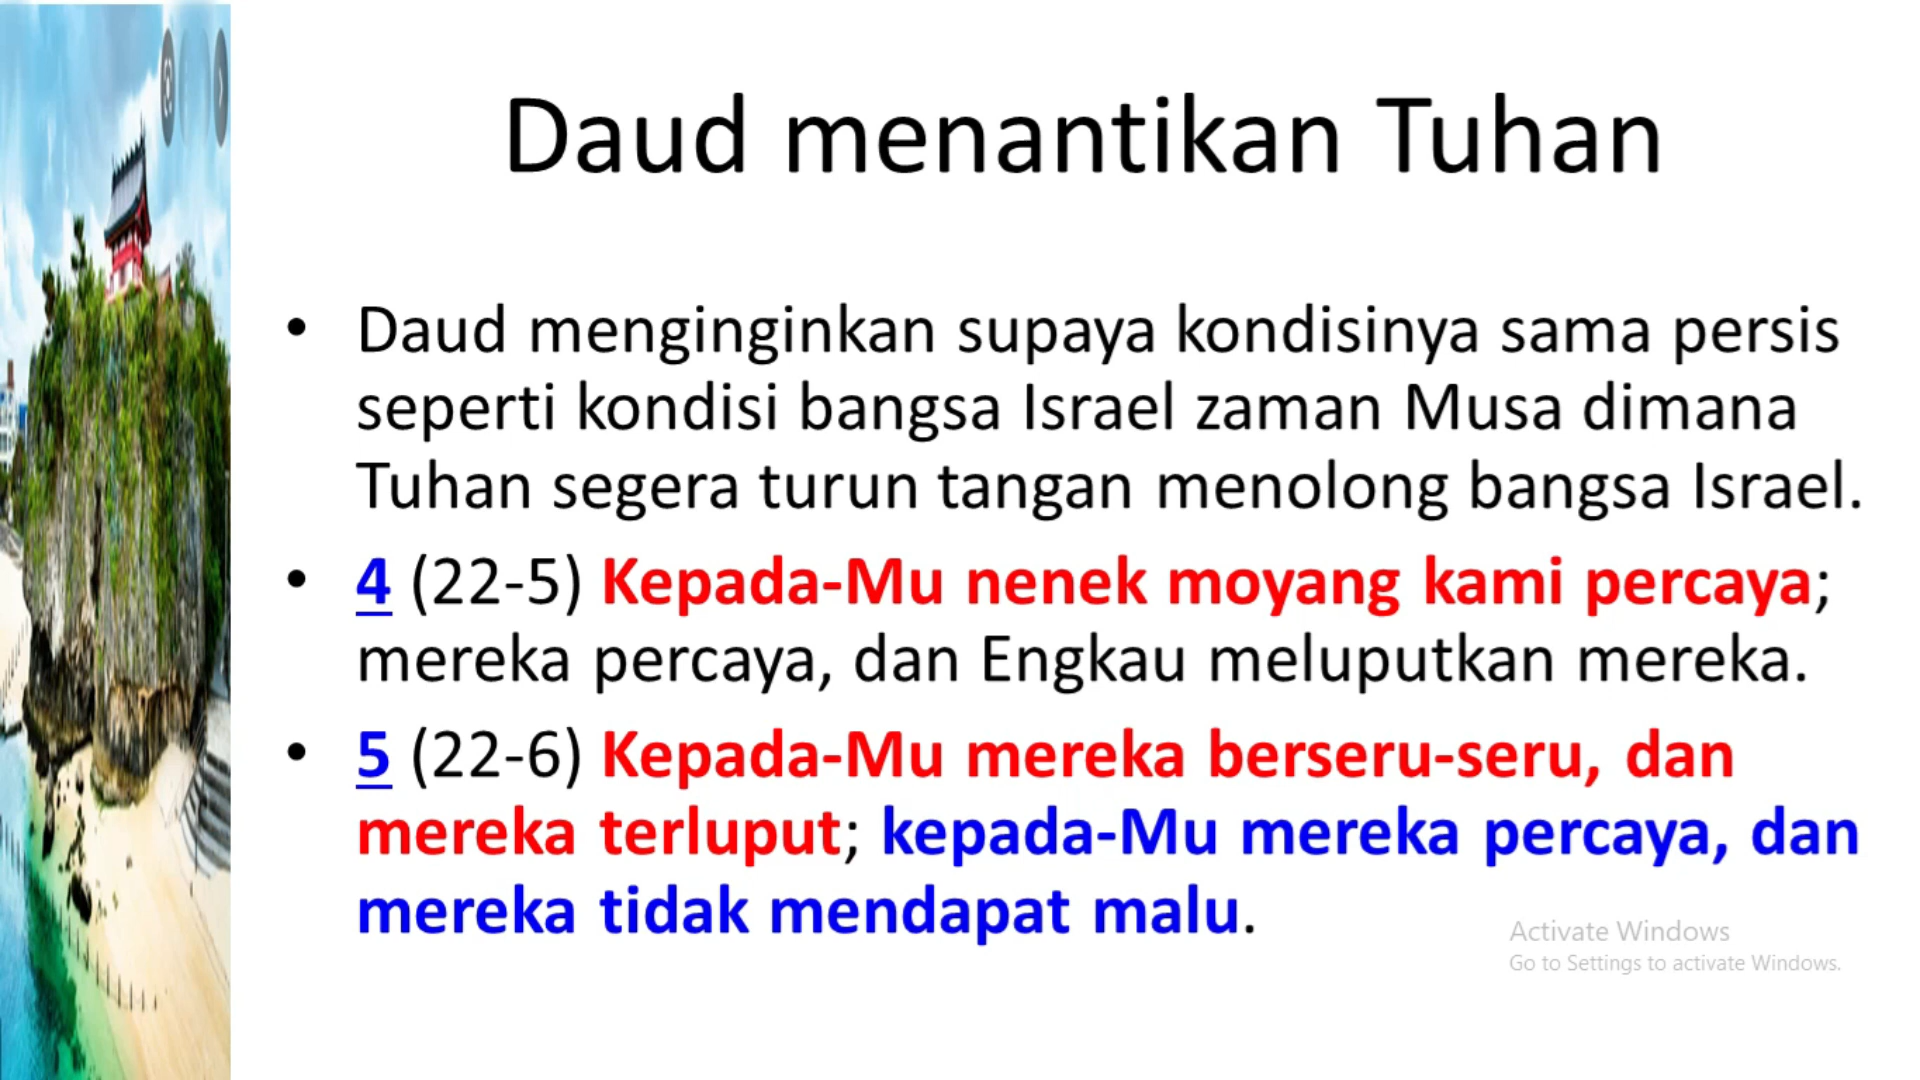 Daud menantikan Tuhan
• Daud menginginkan supaya kondisinya sama persis
seperti kondisi bangsa Israel zaman Musa dimana
Tuhan segera turun tangan menolong bangsa Israel.
• 4 (22-5) Kepada-Mu nenek moyang kami percaya;
mereka percaya, dan Engkau meluputkan mereka.
• 5 (22-6) Kepada-Mu mereka berseru-seru, dan
mereka terluput; kepada-Mu mereka percaya, dan
mereka tidak mendapat malu.
Activate Windows
Go to Settings to activate Windows.